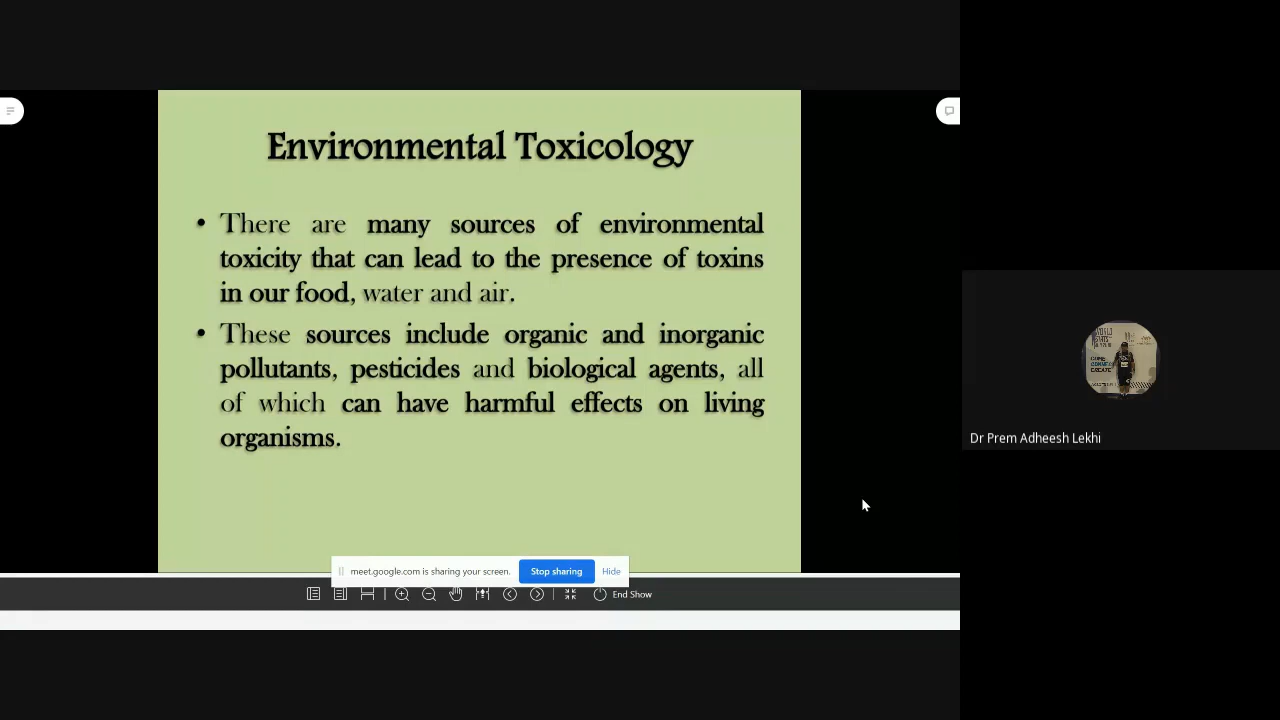 Environmental Toxicology
• There are many sources of environmental
toxicity that can lead to the presence of toxins
in our food, water and air.
• These sources include organic and inorganic
pollutants, pesticides and biological agents, all
of which can have harmful effects on living
organisms.
Dr Prem Adheesh Lekhi
meet.google.com is sharing your screen. Stop sharing Hide
End Show